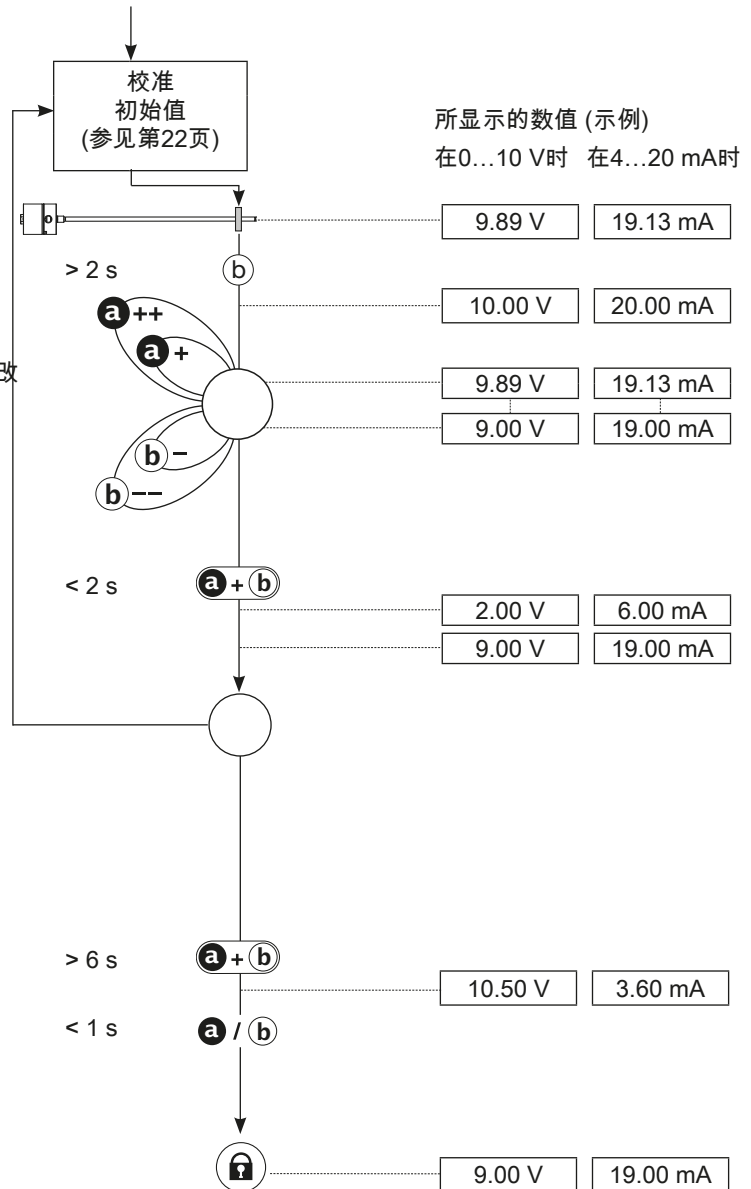 校准
初始值
(参见第22页)
所显示的数值 (示例)
在0…10 V时 在4…20 mA时
9.89 V 19.13 mA
> 2 s b
10.00 V 20.00 mA
a ++
a +
改
9.89 V 19.13 mA
9.00 V 19.00 mA
b -
b --
< 2 s a + b
2.00 V 6.00 mA
9.00 V 19.00 mA
> 6 s a + b
10.50 V 3.60 mA
< 1 s a / b
9.00 V 19.00 mA